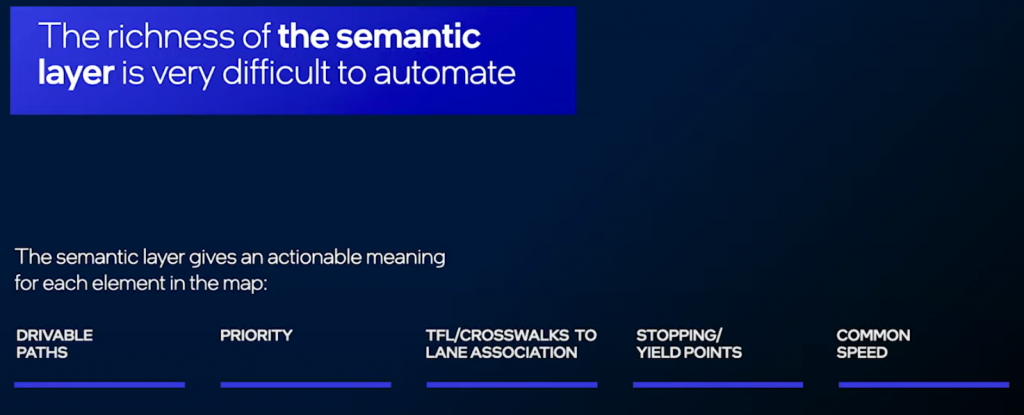 The richness of the semantic
layer is very difficult to automate
The semantic layer gives an actionable meaning
for each element in the map:
DRIVABLE
PATHS
PRIORITY
TFL/CROSSWALKS TO
LANE ASSOCIATION
STOPPING/
YIELD POINTS
COMMON
SPEED